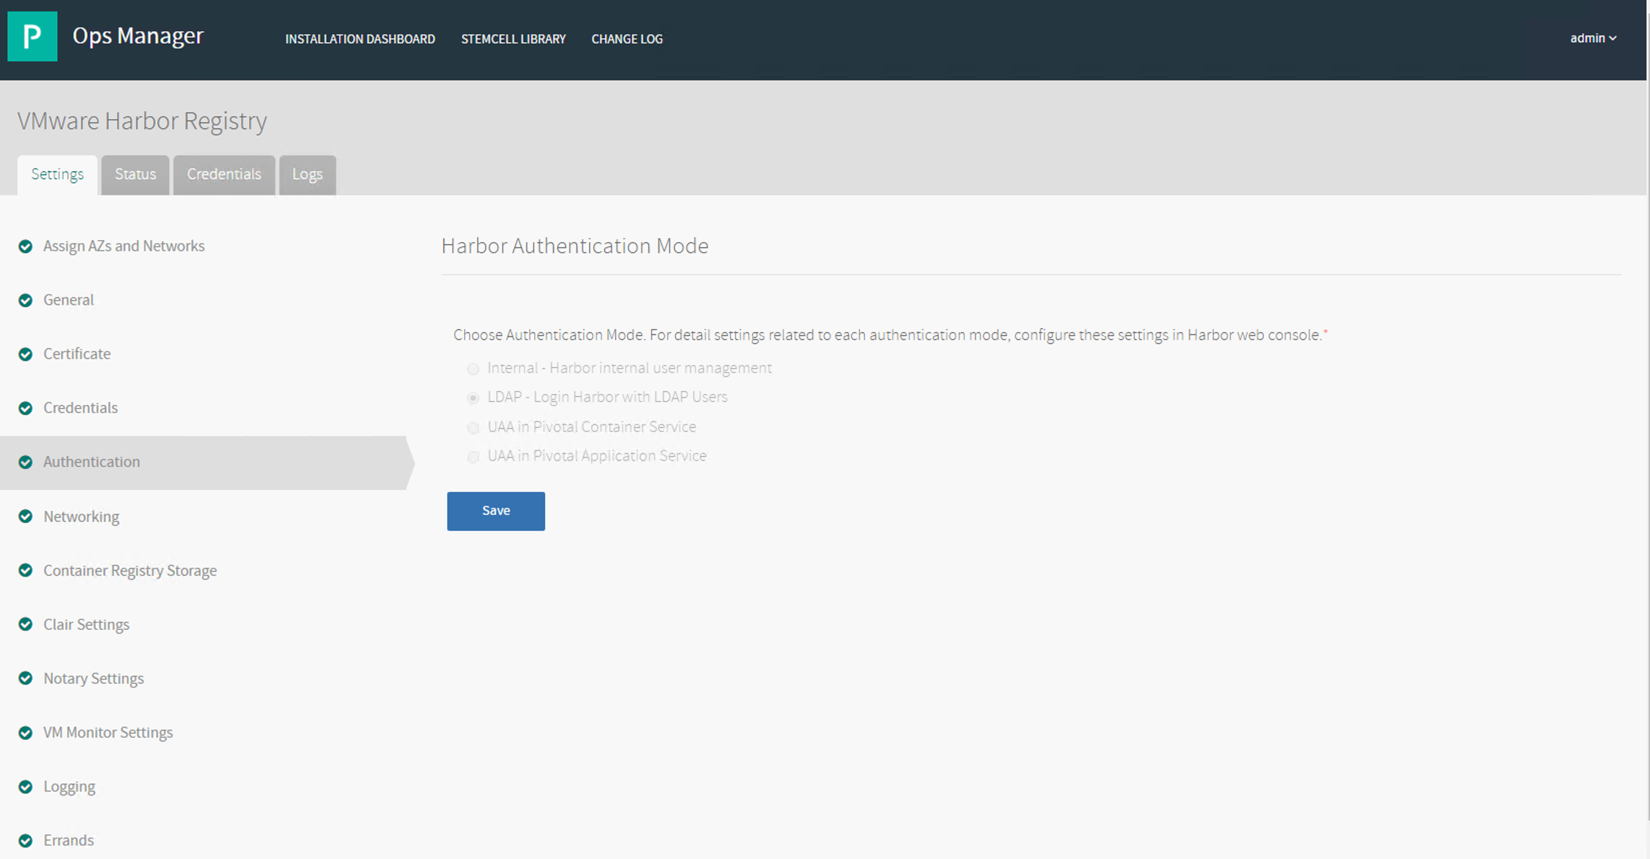 P Ops Manager INSTALLATION DASHBOARD STEMCELL LIBRARY CHANGE LOG admin
VMware Harbor Registry
Settings Status Credentials Logs
Assign AZs and Networks
General
Certificate
Credentials
Authentication
Networking
Container Registry Storage
Clair Settings
Notary Settings
VM Monitor Settings
Logging
Errands
Harbor Authentication Mode
Choose Authentication Mode. For detail settings related to each authentication mode, configure these settings in Harbor web console.*
Internal - Harbor internal user management
LDAP - Login Harbor with LDAP Users
UAA in Pivotal Container Service
UAA in Pivotal Application Service
Save